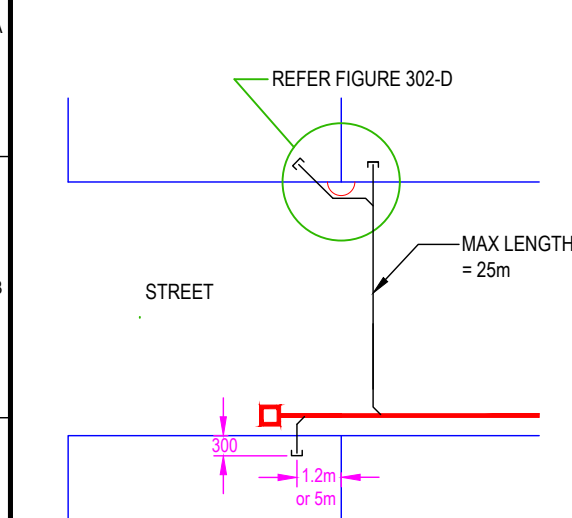 A
REFER FIGURE 302-D
MAX LENGTH
= 25m
B
STREET
300
1.2m
or 5m